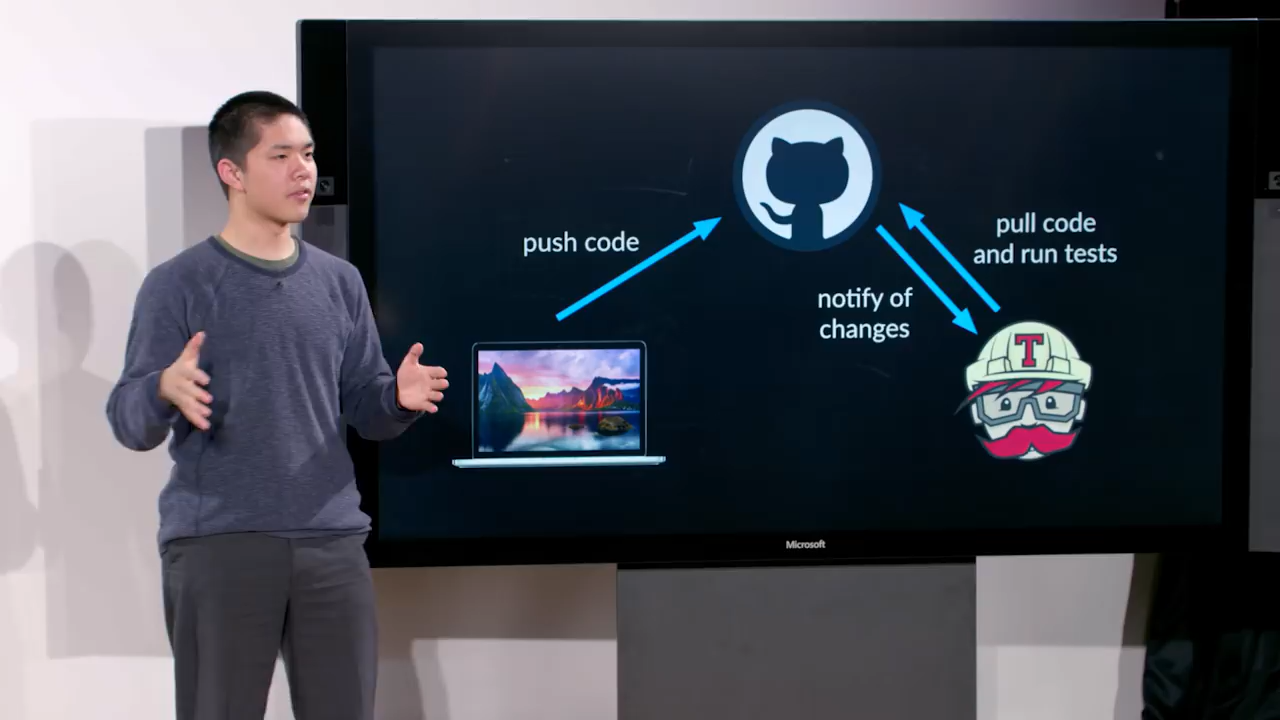 push code
pull code
and run tests
notify of
changes
T
Microsoft